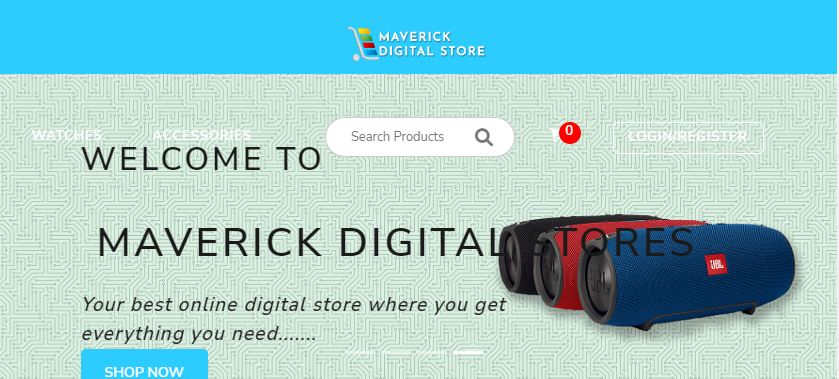 MAVERICK
DIGITAL STORE
WATCHES
ACCESSORIES
Search Products
0
LOGIN/REGISTER
WELCOME TO
MAVERICK DIGITAL STORES
JBL
Your best online digital store where you get
everything you need.......
SHOP NOW